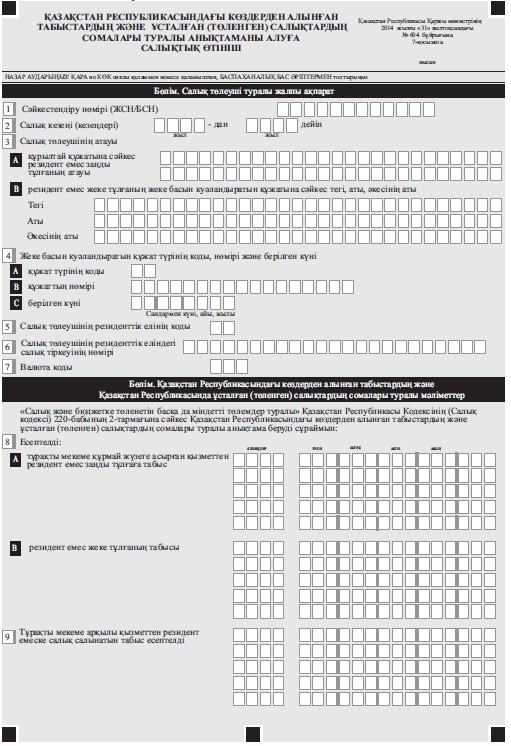 ҚАЗАҚСТАН РЕСПУБЛИКАСЫНДАҒЫ КӨЗДЕРДЕН АЛЫНҒАН
ТАБЫСТАРДЫҢ ЖӘНЕ ҰСТАЛҒАН (ТӨЛЕНГЕН) САЛЫҚТАРДЫҢ
СОМАЛАРЫ ТУРАЛЫ АНЫҚТАМАНЫ АЛУҒА
САЛЫҚТЫҚ ӨТІНІШ
Қазақстан Республикасы Қаржы министрінің
2014 жылғы «31» желтоқсандағы
№ 604 бұйрығына
7-қосымша
нысан
НАЗАР АУДАРЫҢЫЗ! ҚАРА не КӨК сиялы қаламмен немесе қаламұшпен, БАСПАХАНАЛЫҚ БАС ӘРІПТЕРМЕН толтырыңыз
Бөлім. Салық төлеуші туралы жалпы ақпарат
1 Сәйкестендіру нөмірі (ЖСН/БСН)
2 Салық кезеңі (кезеңдері) - дан дейін
жыл жыл
3 Салық төлеушінің атауы
A құрылтай құжатына сәйкес
резидент емес заңды
тұлғаның атауы
B резидент емес жеке тұлғаның жеке басын куәландыратын құжатына сәйкес тегі, аты, әкесінің аты
Тегі
Аты
Әкесінің аты
4 Жеке басын куәландыратын құжат түрінің коды, нөмірі және берілген күні
A құжат түрінің коды
B құжаттың нөмірі
C берілген күні
Сандармен күні, айы, жылы
5 Салық төлеушінің резиденттік елінің коды
6 Салық төлеушінің резиденттік еліндегі
салық тіркеуінің нөмірі
7 Валюта коды
Бөлім. Қазақстан Республикасындағы көздерден алынған табыстардың және
Қазақстан Республикасында ұсталған (төленген) салықтардың сомалары туралы мәліметтер
«Салық және бюджетке төленетін басқа да міндетті төлемдер туралы» Қазақстан Республикасы Кодексінің (Салық
кодексі) 220-бабының 2-тармағына сәйкес Қазақстан Республикасындағы көздерден алынған табыстардың және
ұсталған (төленген) салықтардың сомалары туралы анықтама беруді сұраймын:
8 Есептелді:
A тұрақты мекеме құрмай жүзеге асырған қызметтен
резидент емес заңды тұлғаға табыс
B резидент емес жеке тұлғаның табысы
9 Тұрақты мекеме арқылы қызметтен резидент
емеске салық салынатын табыс есептелді